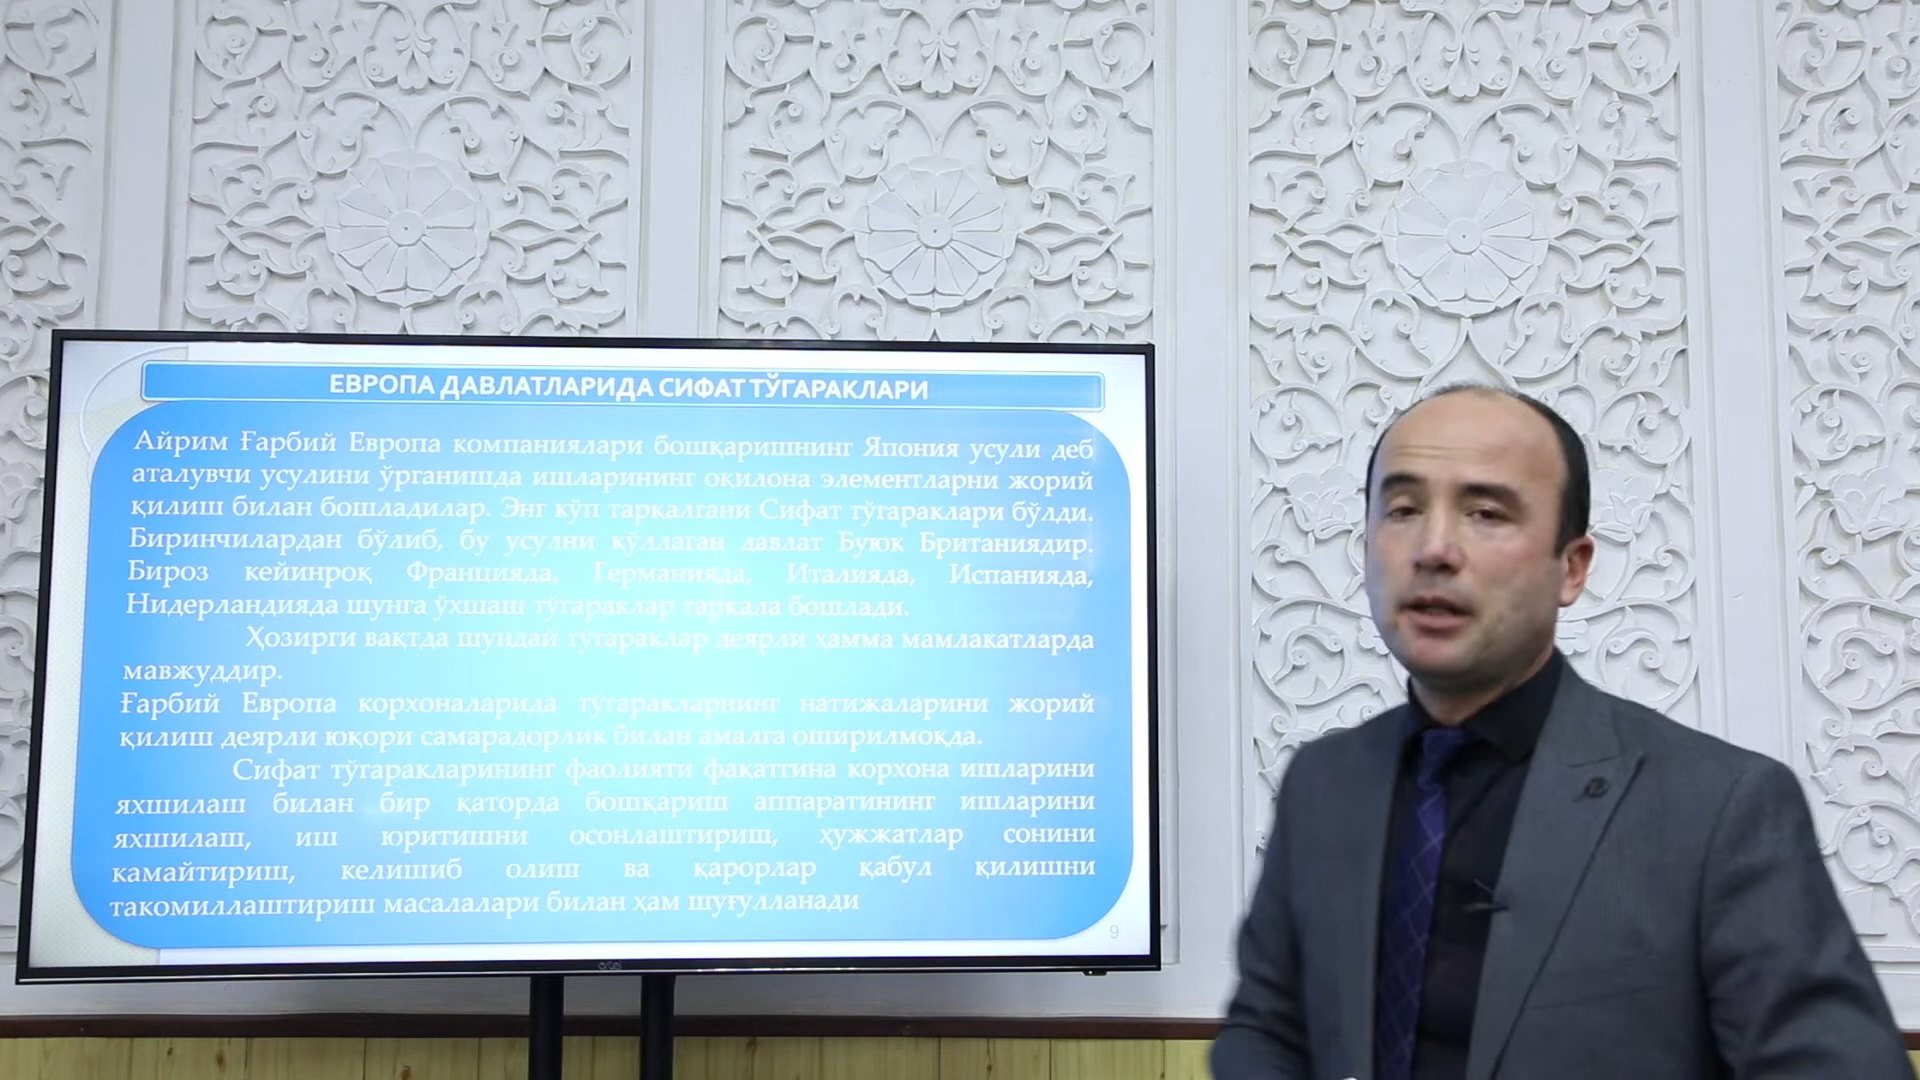 ЕВРОПА ДАВЛАТЛАРИДА СИФАТ ТЎГАРАКЛАРИ
Айрим Ғарбий Европа компаниялари бошқаришнинг Япония усули деб
аталувчи усулини ўрганишда ишларининг оқилона элементларни жорий
қилиш билан бошладилар. Энг кўп тарқалгани Сифат тўгараклари бўлди.
Биринчилардан бўлиб, бу усулни қўллаган давлат Буюк Британиядир.
Бироз кейинроқ Францияда, Германияда, Италияда, Испанияда,
Нидерландияда шунга ўхшаш тўгараклар тарқала бошлади.
Ҳозирги вақтда шундай тўгараклар деярли ҳамма мамлакатларда
мавжуддир.
Ғарбий Европа корхоналарида тўгаракларнинг натижаларини жорий
қилиш деярли юқори самарадорлик билан амалга оширилмоқда.
Сифат тўгаракларининг фаолияти фақаттина корхона ишларини
яхшилаш билан бир қаторда бошқариш аппаратининг ишларини
яхшилаш, иш юритишни осонлаштириш, ҳужжатлар сонини
камайтириш, келишиб олиш ва қарорлар қабул қилишни
такомиллаштириш масалалари билан ҳам шуғулланади
9
artel